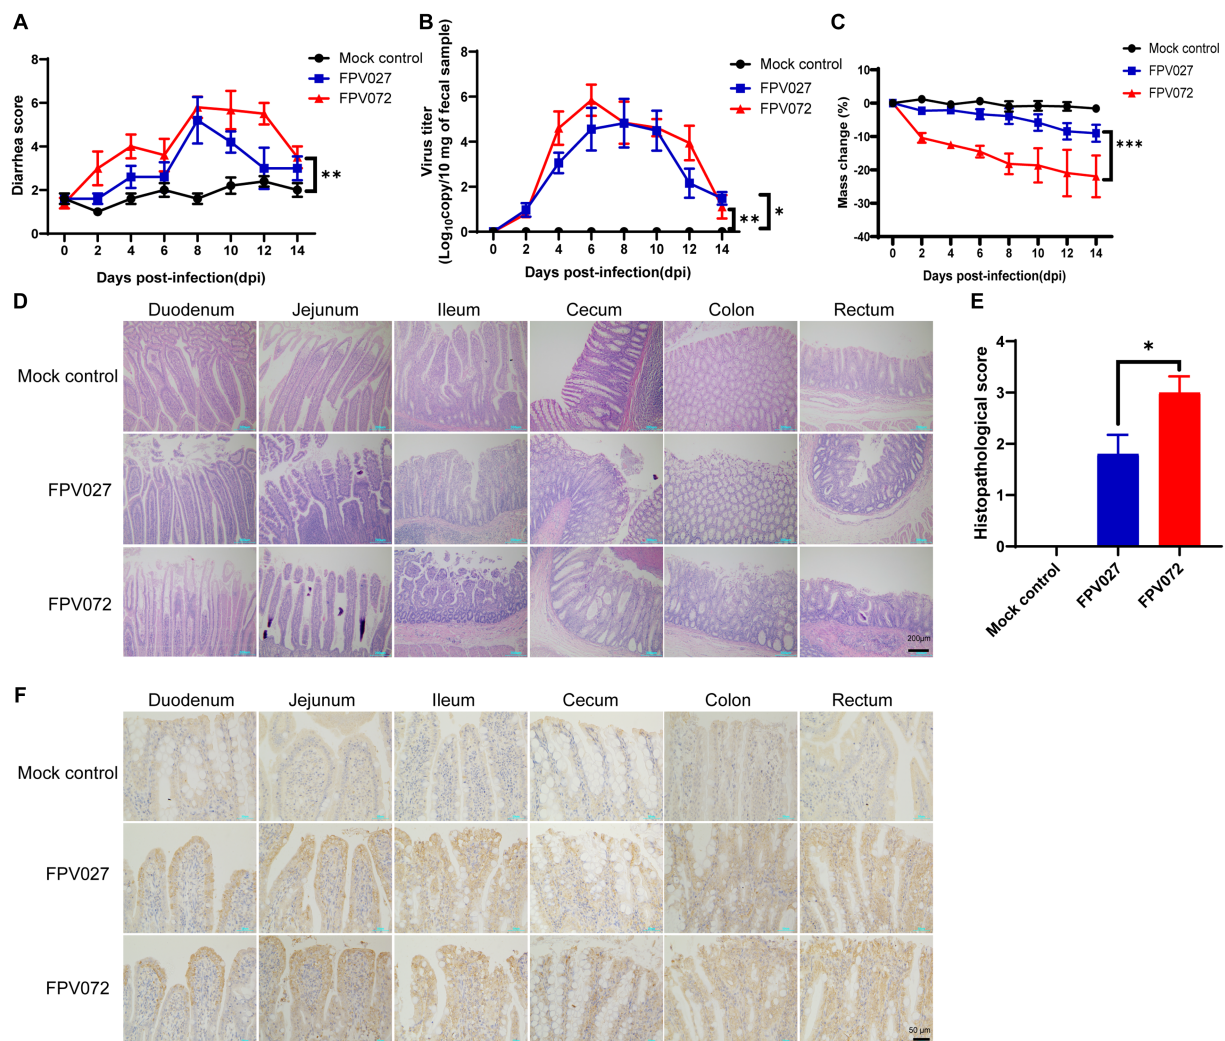 A
Diarrhea score
8
6
4
2
0
0 2 4 6 8 10 12 14
Days post-infection(dpi)
Mock control
FPV027
FPV072
**
B
Virus titer
(Log10copy/10 mg of fecal sample)
8
6
4
2
0
0 2 4 6 8 10 12 14
Days post-infection(dpi)
Mock control
FPV027
FPV072
** *
C
Mass change (%)
10
0
-10
-20
-30
-40
0 2 4 6 8 10 12 14
Days post-infection(dpi)
Mock control
FPV027
FPV072
***
D
Duodenum Jejunum Ileum Cecum Colon Rectum
Mock control
FPV027
FPV072
200μm
E
Histopathological score
4
3
2
1
0
*
Mock control
FPV027
FPV072
F
Duodenum Jejunum Ileum Cecum Colon Rectum
Mock control
FPV027
FPV072
50 μm